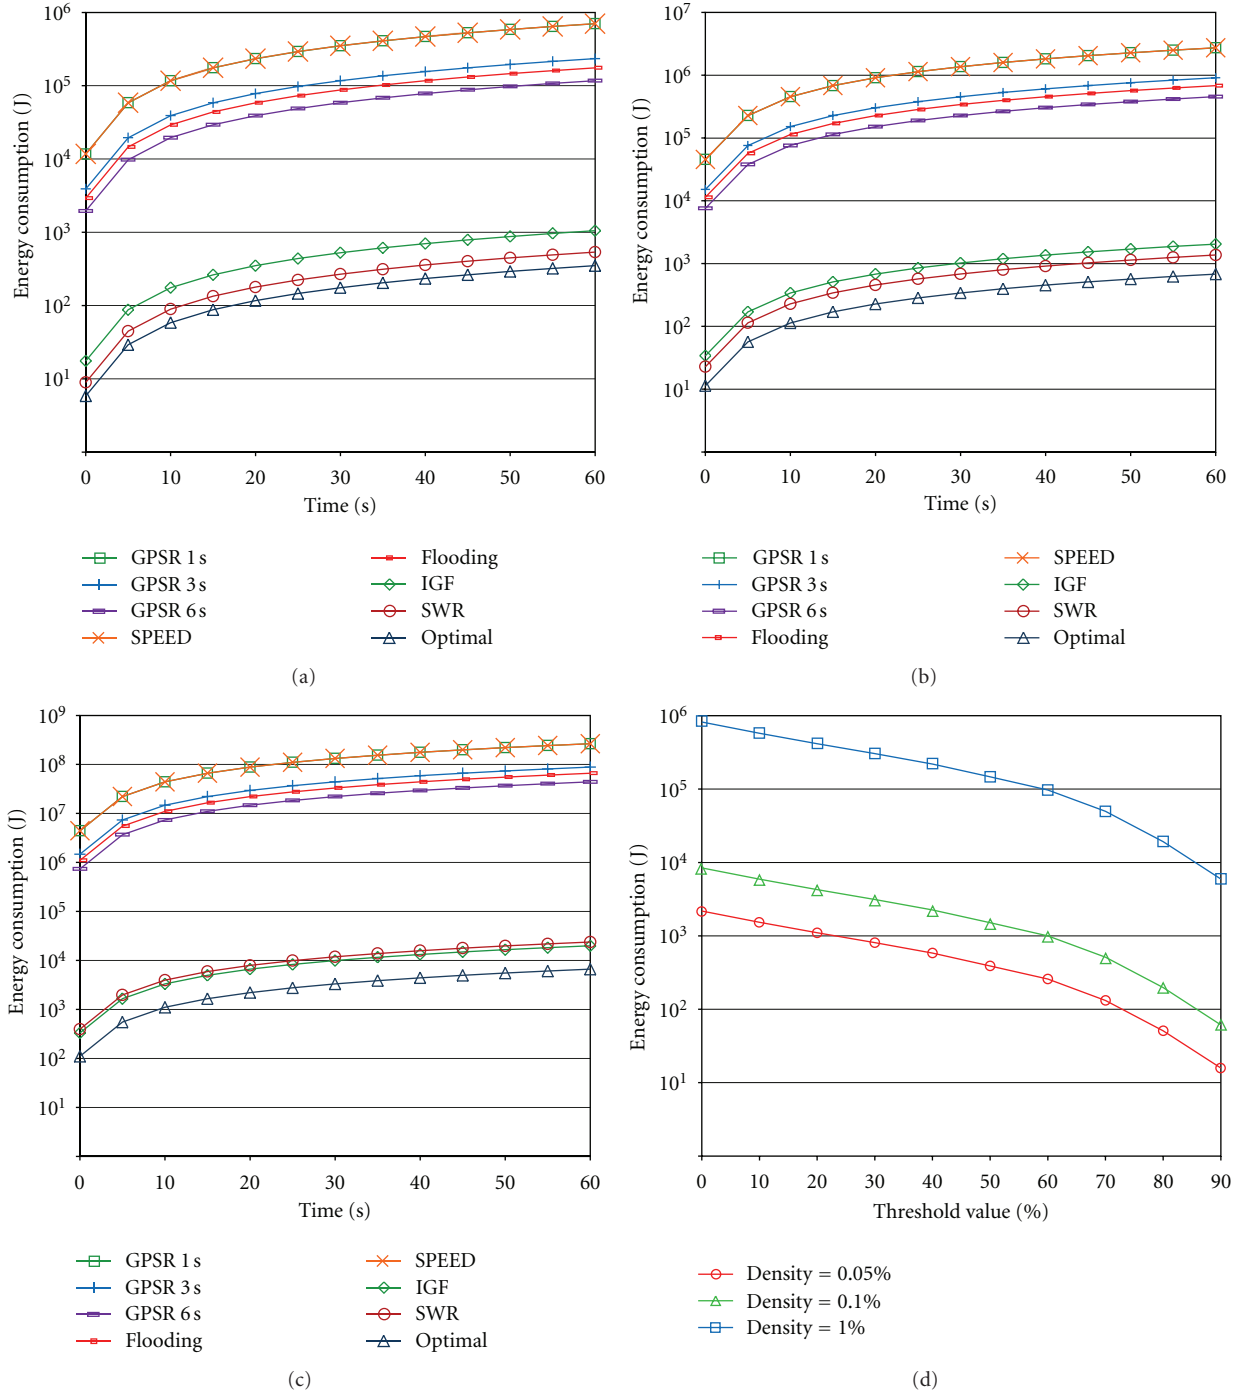 10^6
10^5
10^4
10^3
10^2
10^1
Energy consumption (J)
0 10 20 30 40 50 60
Time (s)
GPSR 1 s
GPSR 3 s
GPSR 6 s
SPEED
Flooding
IGF
SWR
Optimal
(a)
10^7
10^6
10^5
10^4
10^3
10^2
10^1
Energy consumption (J)
0 10 20 30 40 50 60
Time (s)
GPSR 1 s
GPSR 3 s
GPSR 6 s
Flooding
SPEED
IGF
SWR
Optimal
(b)
10^9
10^8
10^7
10^6
10^5
10^4
10^3
10^2
10^1
Energy consumption (J)
0 10 20 30 40 50 60
Time (s)
GPSR 1 s
GPSR 3 s
GPSR 6 s
Flooding
SPEED
IGF
SWR
Optimal
(c)
10^6
10^5
10^4
10^3
10^2
10^1
Energy consumption (J)
0 10 20 30 40 50 60 70 80 90
Threshold value (%)
Density = 0.05%
Density = 0.1%
Density = 1%
(d)